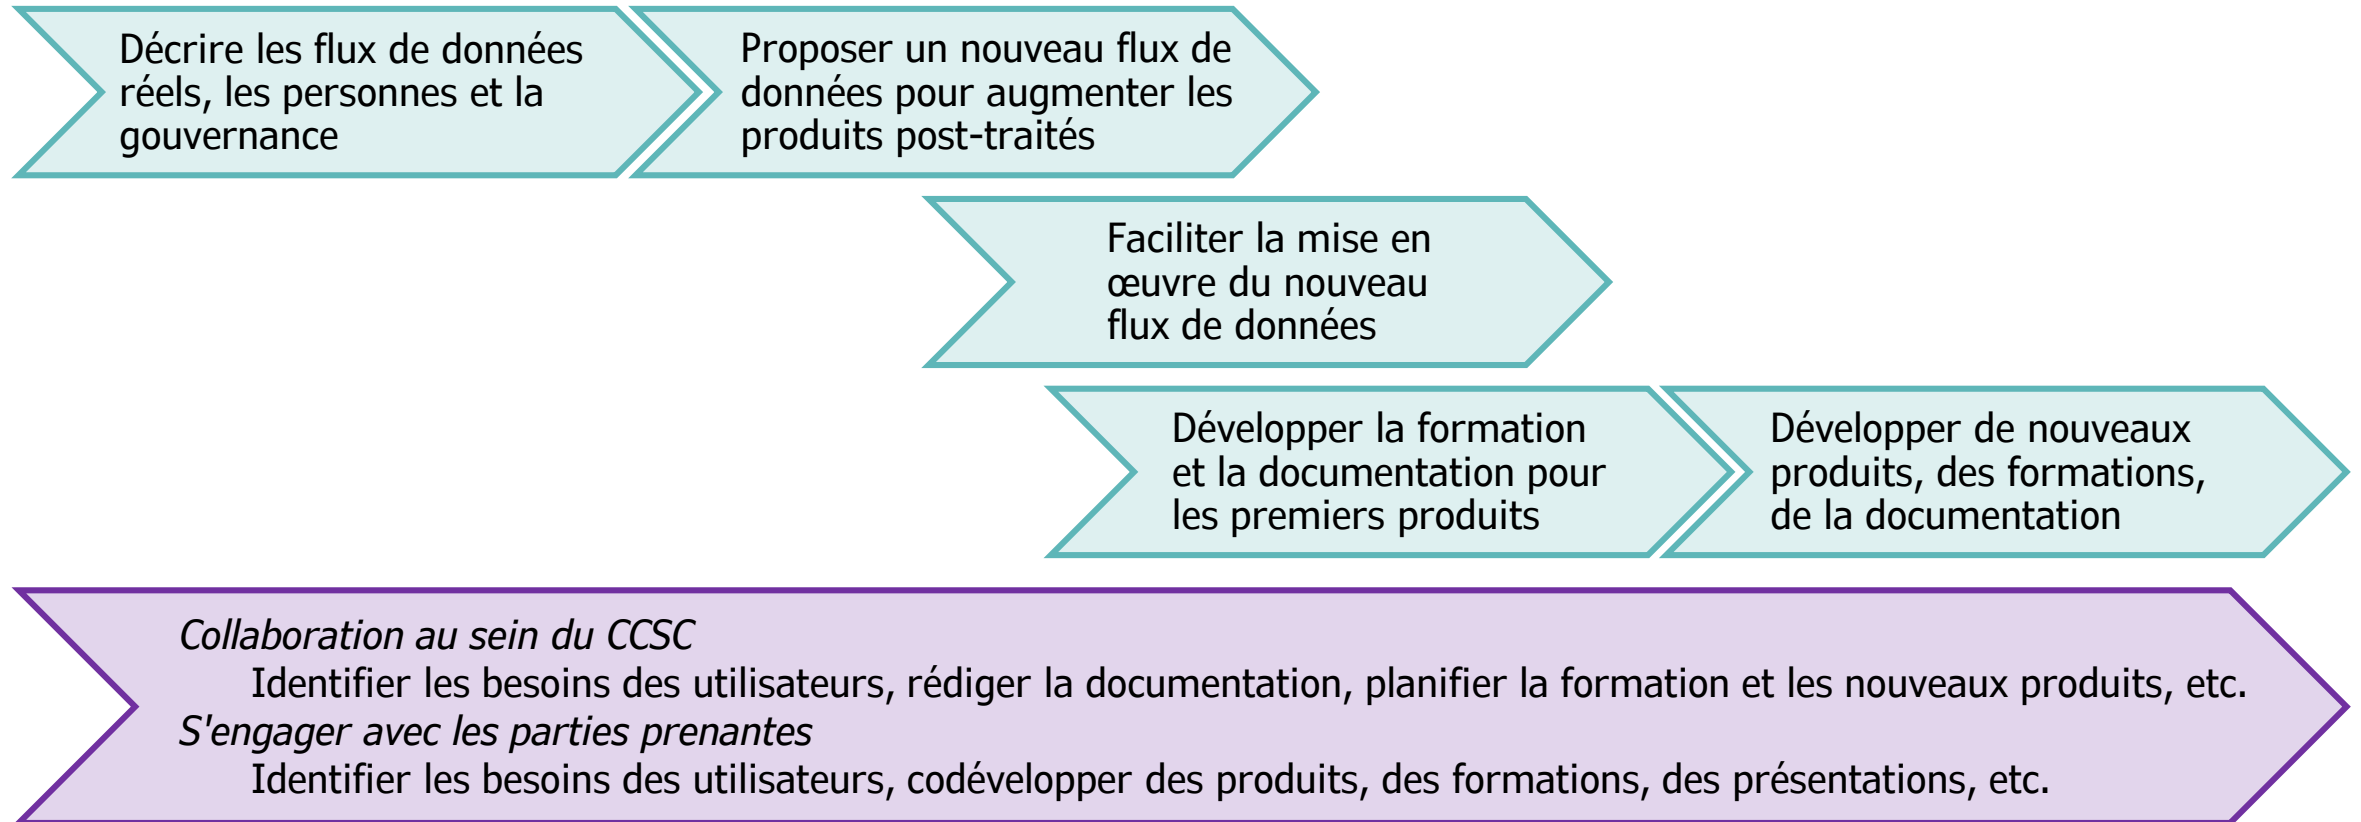 Décrire les flux de données
réels, les personnes et la
gouvernance
Proposer un nouveau flux de
données pour augmenter les
produits post-traités
Faciliter la mise en
œuvre du nouveau
flux de données
Développer la formation
et la documentation pour
les premiers produits
Développer de nouveaux
produits, des formations,
de la documentation
Collaboration au sein du CCSC
Identifier les besoins des utilisateurs, rédiger la documentation, planifier la formation et les nouveaux produits, etc.
S'engager avec les parties prenantes
Identifier les besoins des utilisateurs, codévelopper des produits, des formations, des présentations, etc.